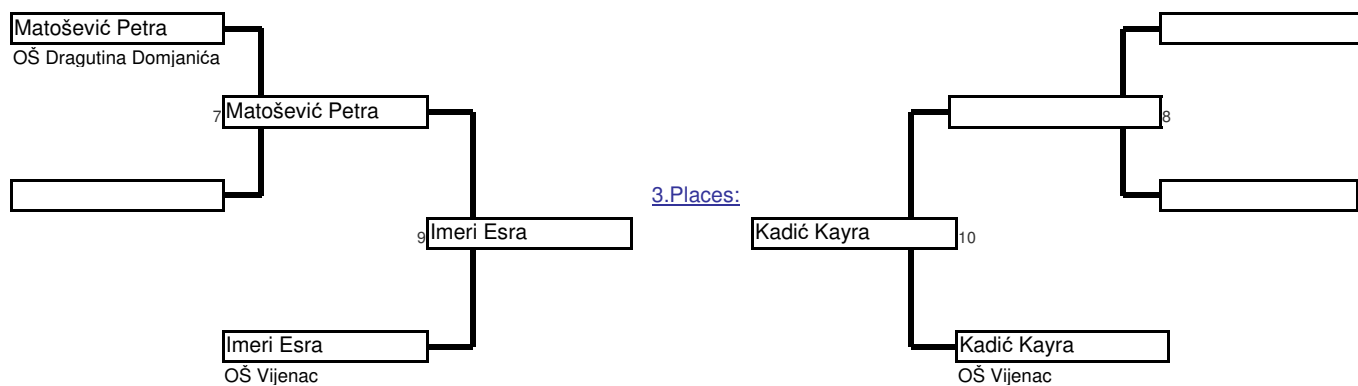 Matošević Petra
OŠ Dragutina Domjanića
7 Matošević Petra
8
3.Places:
9 Imeri Esra
Kadić Kayra 10
Imeri Esra
OŠ Vijenac
Kadić Kayra
OŠ Vijenac